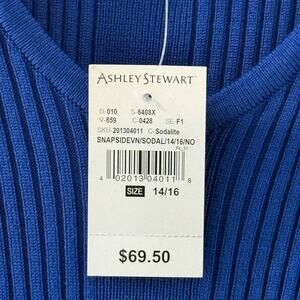 ASHLEY STEWART
D-010 S-6408X
V-859 C-0428 SE-F1
SKU-201304011 C-Sodalite
SNAPSIDEVN/SODAL/14/16/NO
4 02013 04011 8
SIZE 14/16
$69.50